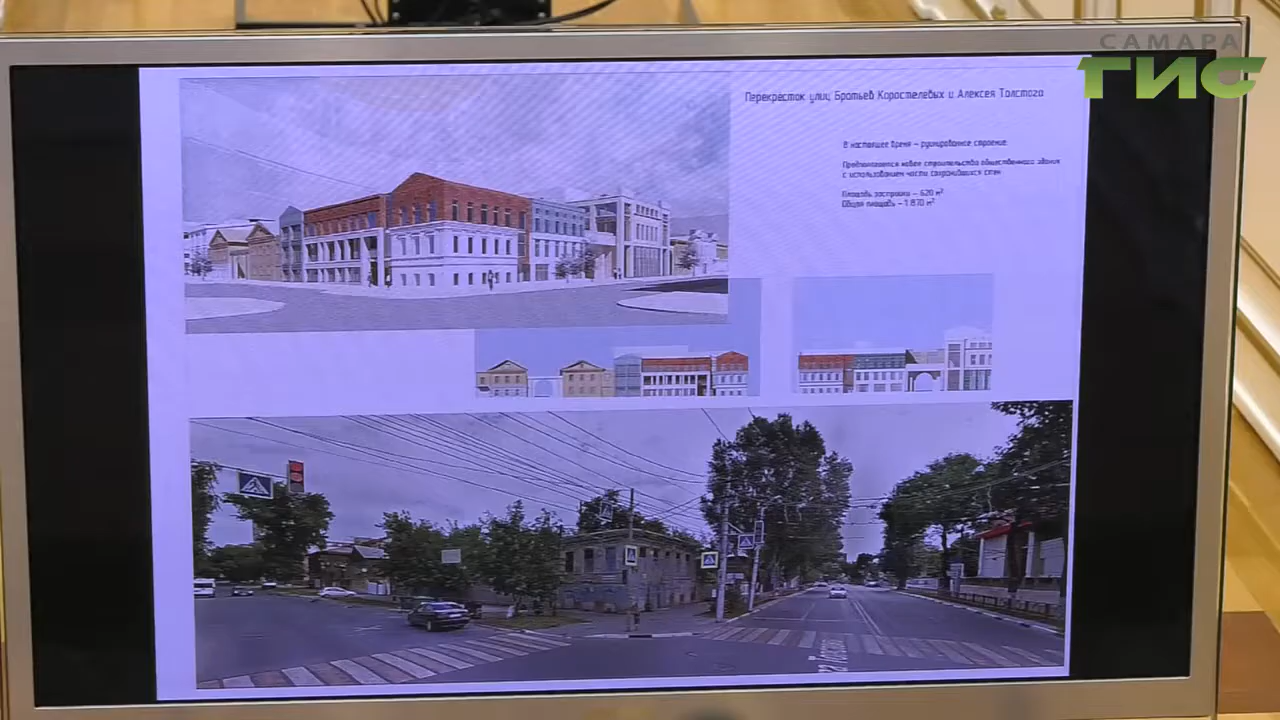 САМАРА
ТИС
Перекресток улиц Братьев Коростелевых и Алексея Толстого
В настоящее время – руинированное строение
Предполагается новое строительство общественного здания
с использованием части сохранившихся стен
Площадь застройки – 620 м²
Общая площадь – 1 870 м²